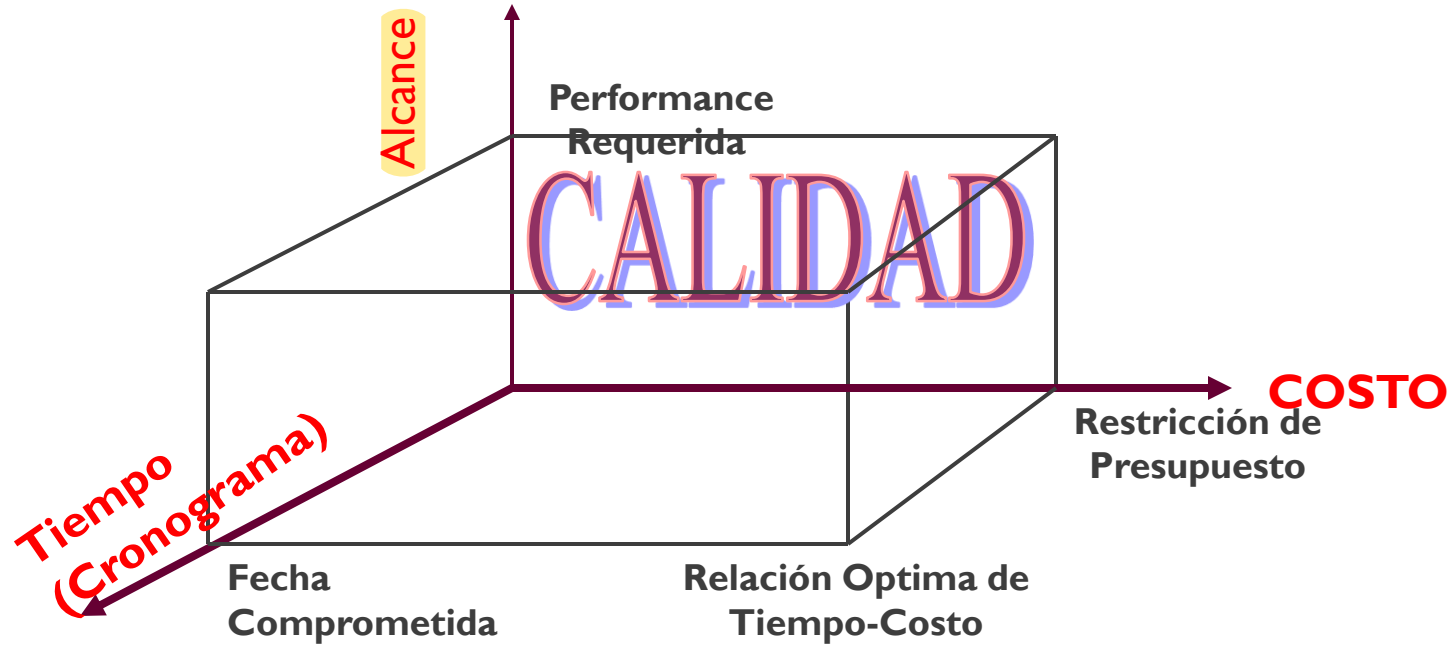 Alcance
Performance
Requerida
CALIDAD
COSTO
Restricción de
Presupuesto
Tiempo
(Cronograma)
Fecha
Comprometida
Relación Optima de
Tiempo-Costo